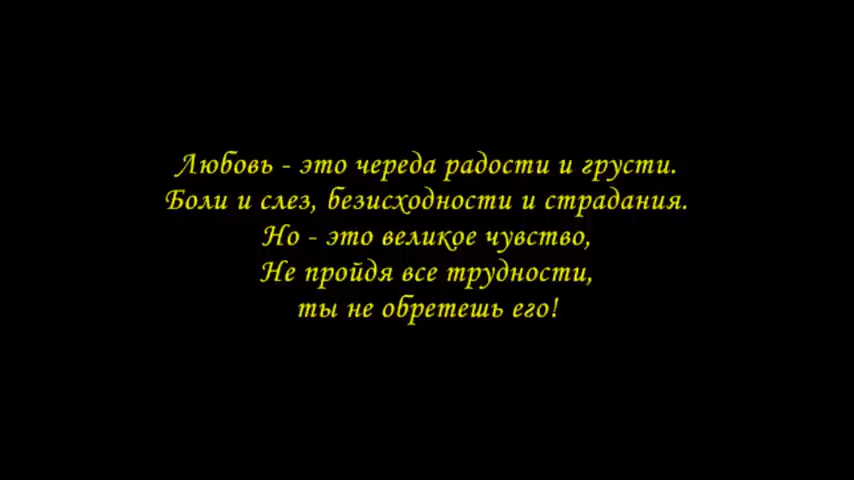 Любовь - это череда радости и грусти.
Боли и слез, безисходности и страдания.
Но - это великое чувство,
Не пройдя все трудности,
ты не обретешь его!